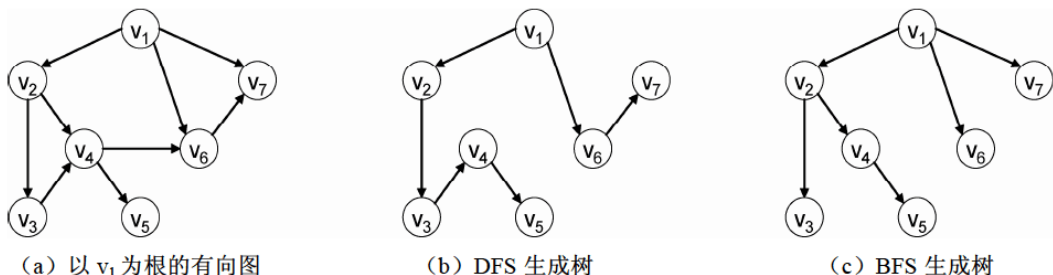 v₁
v₂
v₇
v₄
v₆
v₃
v₅
(a) 以 v₁ 为根的有向图
v₁
v₂
v₇
v₄
v₆
v₃
v₅
(b) DFS 生成树
v₁
v₂
v₇
v₄
v₆
v₃
v₅
(c) BFS 生成树